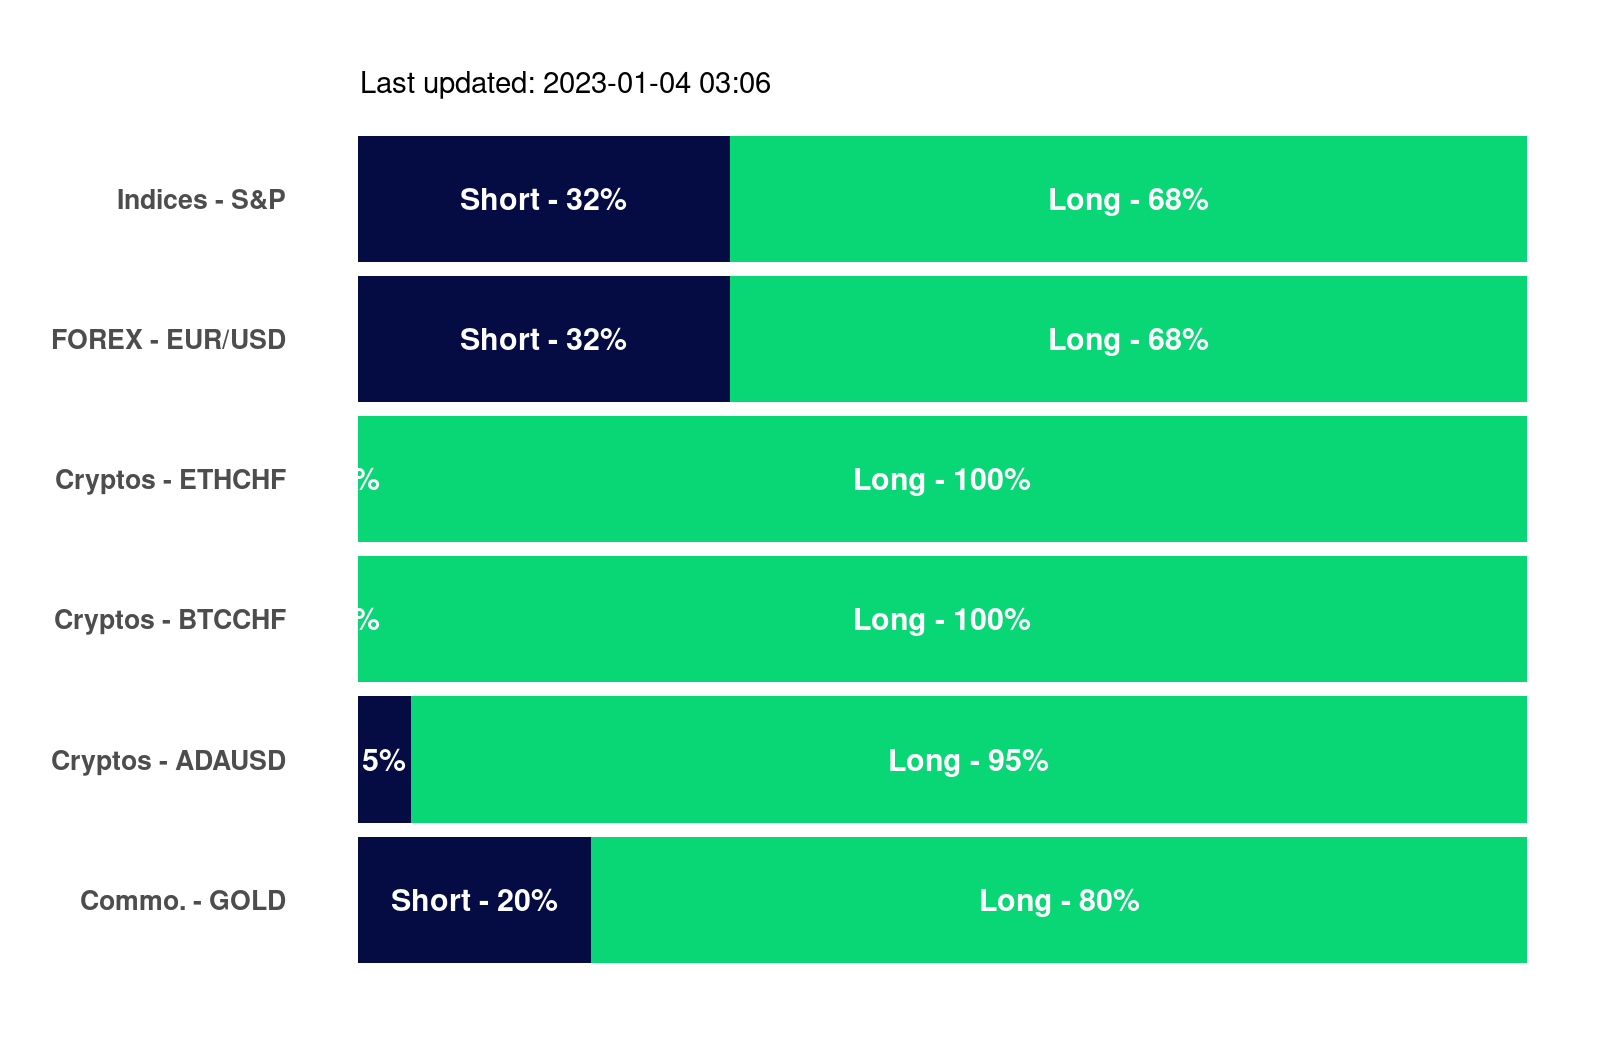 Last updated: 2023-01-04 03:06
Indices - S&P Short - 32% Long - 68%
FOREX - EUR/USD Short - 32% Long - 68%
Cryptos - ETHCHF % Long - 100%
Cryptos - BTCCHF % Long - 100%
Cryptos - ADAUSD 5% Long - 95%
Commo. - GOLD Short - 20% Long - 80%